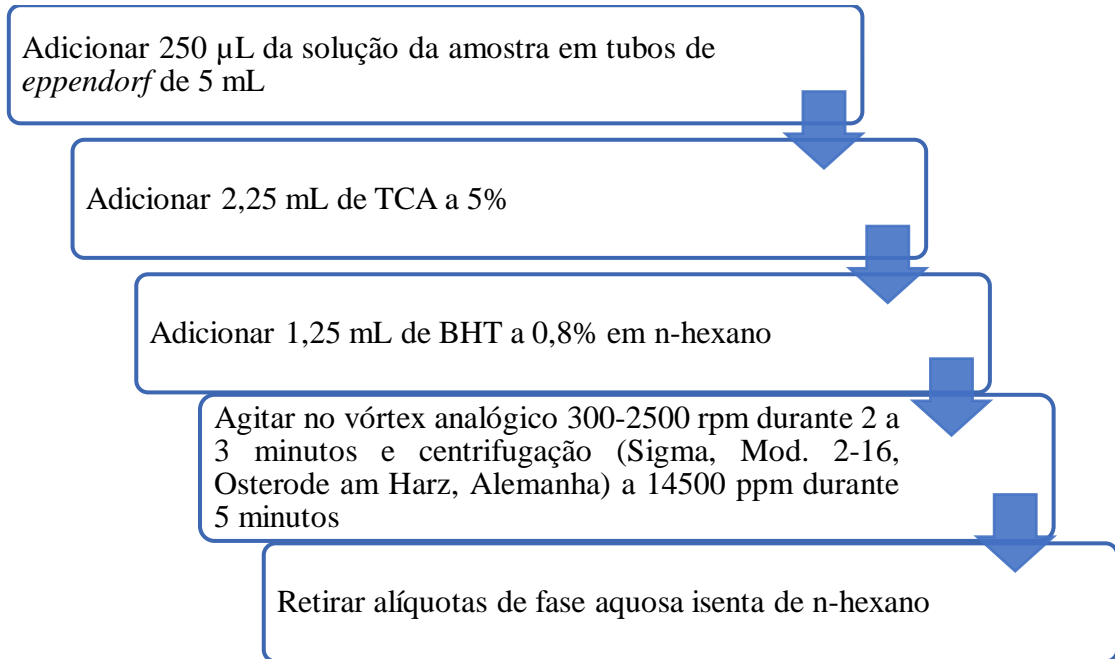 Adicionar 250 µL da solução da amostra em tubos de
eppendorf de 5 mL
Adicionar 2,25 mL de TCA a 5%
Adicionar 1,25 mL de BHT a 0,8% em n-hexano
Agitar no vórtex analógico 300-2500 rpm durante 2 a
3 minutos e centrifugação (Sigma, Mod. 2-16,
Osterode am Harz, Alemanha) a 14500 ppm durante
5 minutos
Retirar alíquotas de fase aquosa isenta de n-hexano